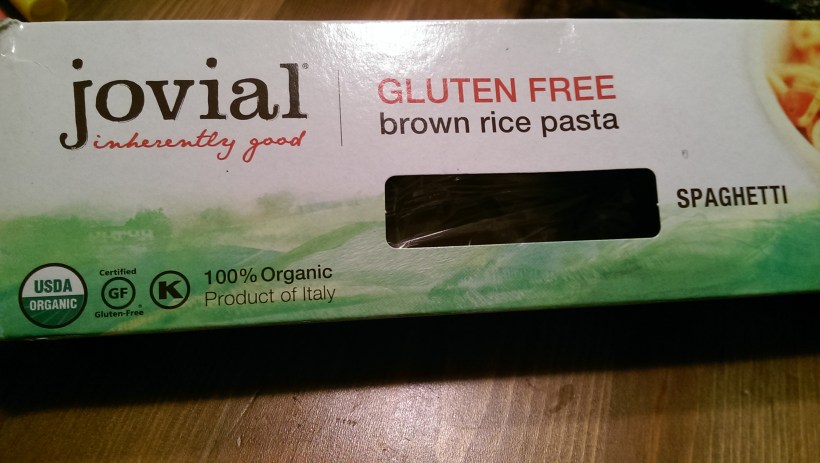 jovial®
inherently good
GLUTEN FREE
brown rice pasta
SPAGHETTI
USDA
ORGANIC
Certified
GF
Gluten-Free
K
100% Organic
Product of Italy